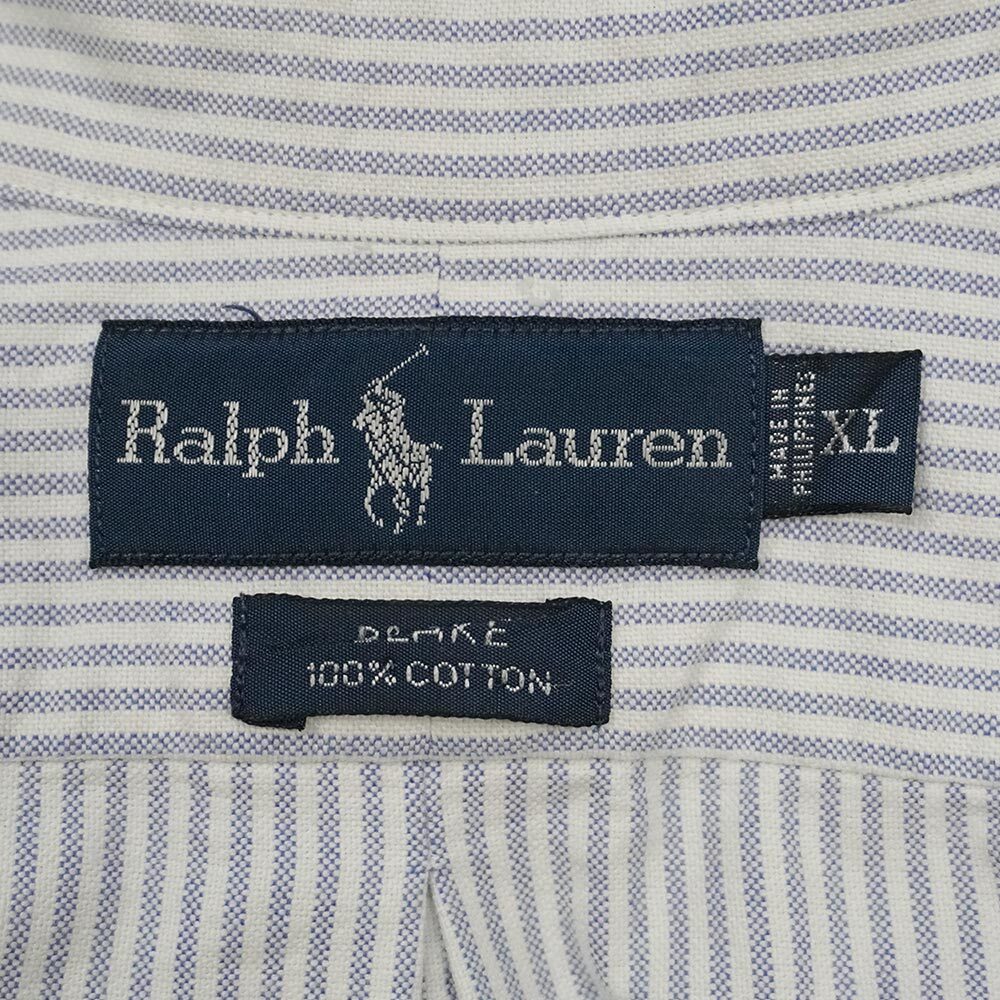 Ralph Lauren
MADE IN
PHILIPPINES
XL
100% COTTON